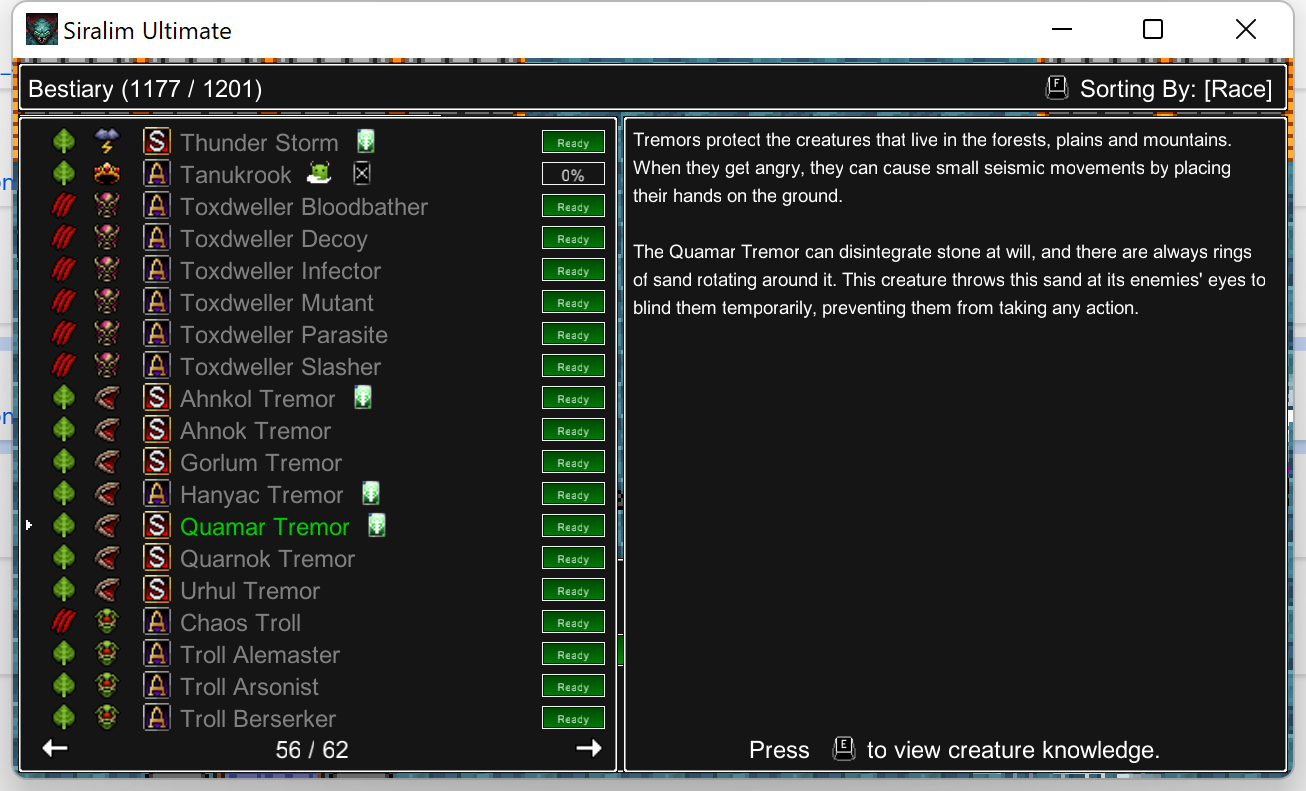 Siralim Ultimate
Bestiary (1177 / 1201)
F Sorting By: [Race]
S Thunder Storm Ready
A Tanukrook 0%
A Toxdweller Bloodbather Ready
A Toxdweller Decoy Ready
A Toxdweller Infector Ready
A Toxdweller Mutant Ready
A Toxdweller Parasite Ready
A Toxdweller Slasher Ready
S Ahnkol Tremor Ready
S Ahnok Tremor Ready
S Gorlum Tremor Ready
A Hanyac Tremor Ready
S Quamar Tremor Ready
S Quarnok Tremor Ready
S Urhul Tremor Ready
A Chaos Troll Ready
A Troll Alemaster Ready
A Troll Arsonist Ready
A Troll Berserker Ready
56 / 62
Tremors protect the creatures that live in the forests, plains and mountains.
When they get angry, they can cause small seismic movements by placing
their hands on the ground.
The Quamar Tremor can disintegrate stone at will, and there are always rings
of sand rotating around it. This creature throws this sand at its enemies' eyes to
blind them temporarily, preventing them from taking any action.
Press E to view creature knowledge.